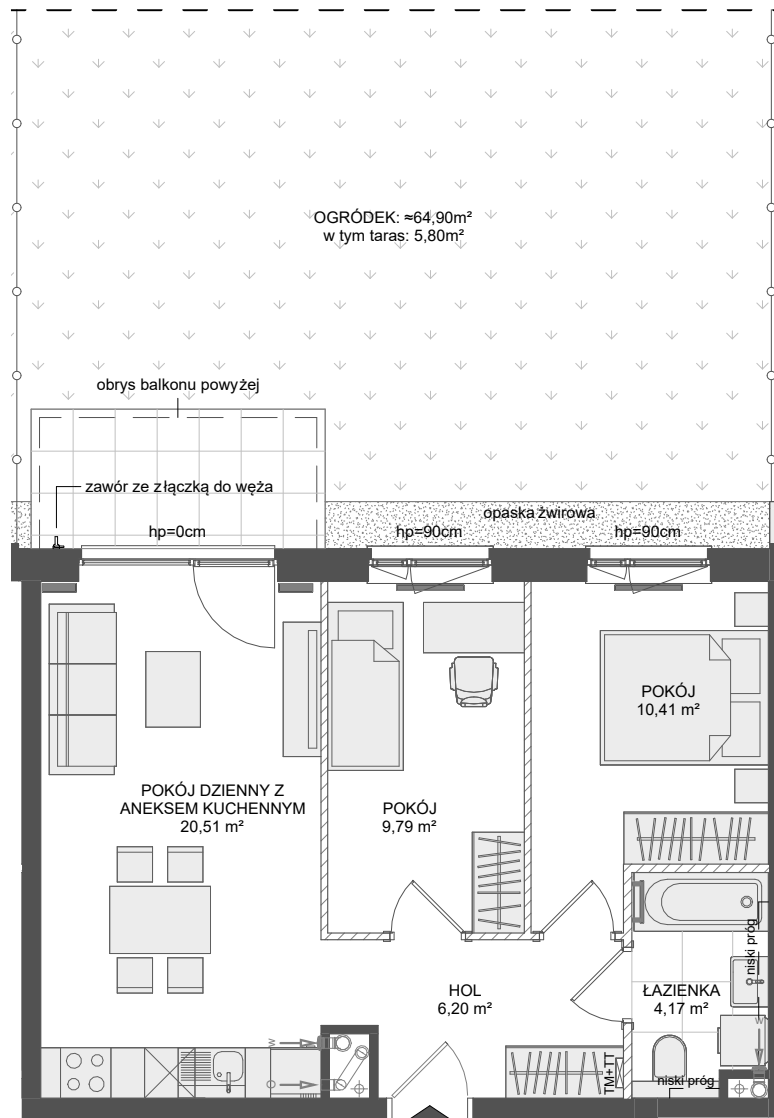 OGRÓDEK: ≈64,90m²
w tym taras: 5,80m²
obrys balkonu powyżej
zawór ze złączką do węża
opaska żwirowa
hp=0cm
hp=90cm
hp=90cm
POKÓJ
10,41 m²
POKÓJ DZIENNY Z
ANEKSEM KUCHENNYM
20,51 m²
POKÓJ
9,79 m²
niski próg
HOL
6,20 m²
ŁAZIENKA
4,17 m²
W
O
W
TM+TT
niski próg